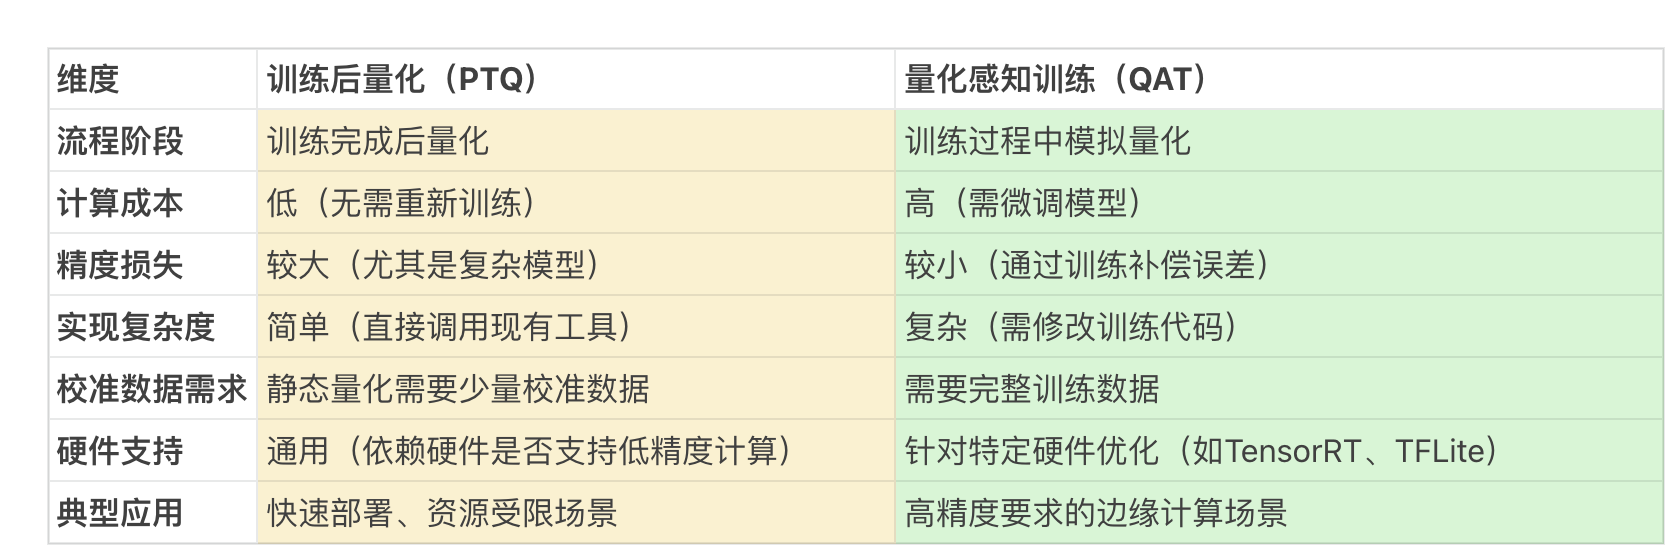 维度 训练后量化（PTQ） 量化感知训练（QAT）
流程阶段 训练完成后量化 训练过程中模拟量化
计算成本 低（无需重新训练） 高（需微调模型）
精度损失 较大（尤其是复杂模型） 较小（通过训练补偿误差）
实现复杂度 简单（直接调用现有工具） 复杂（需修改训练代码）
校准数据需求 静态量化需要少量校准数据 需要完整训练数据
硬件支持 通用（依赖硬件是否支持低精度计算） 针对特定硬件优化（如TensorRT、TFLite）
典型应用 快速部署、资源受限场景 高精度要求的边缘计算场景